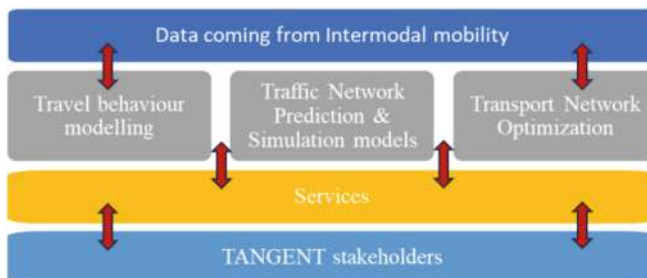 Data coming from Intermodal mobility
Travel behaviour
modelling
Traffic Network
Prediction &
Simulation models
Transport Network
Optimization
Services
TANGENT stakeholders